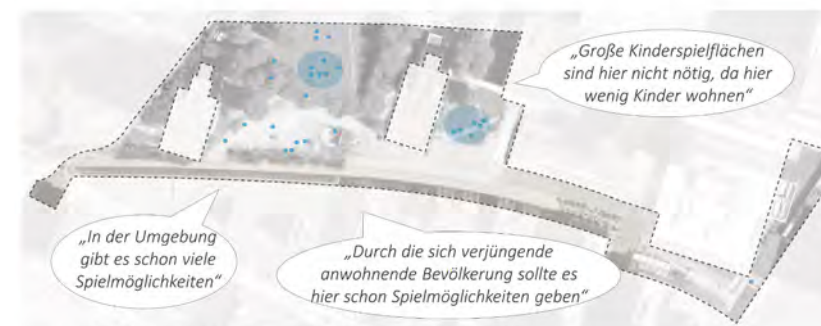 „Große Kinderspielflächen
sind hier nicht nötig, da hier
wenig Kinder wohnen“
„In der Umgebung
gibt es schon viele
Spielmöglichkeiten“
„Durch die sich verjüngende
anwohnende Bevölkerung sollte es
hier schon Spielmöglichkeiten geben“